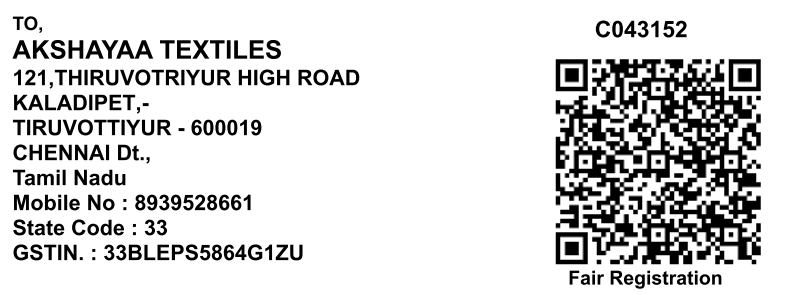 TO,
AKSHAYAA TEXTILES
121,THIRUVOTRIYUR HIGH ROAD
KALADIPET,-
TIRUVOTTIYUR - 600019
CHENNAI Dt.,
Tamil Nadu
Mobile No : 8939528661
State Code : 33
GSTIN. : 33BLEPS5864G1ZU
C043152
Fair Registration